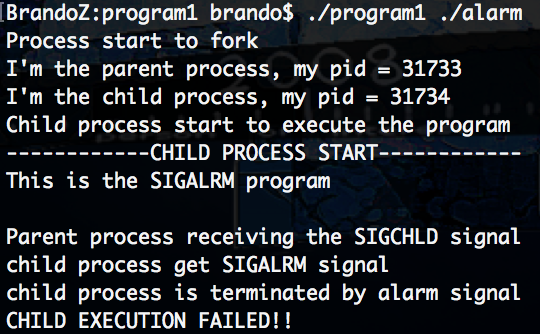 BrandoZ:program1 brando$ ./program1 ./alarm
Process start to fork
I'm the parent process, my pid = 31733
I'm the child process, my pid = 31734
Child process start to execute the program
------------CHILD PROCESS START------------
This is the SIGALRM program
Parent process receiving the SIGCHLD signal
child process get SIGALRM signal
child process is terminated by alarm signal
CHILD EXECUTION FAILED!!